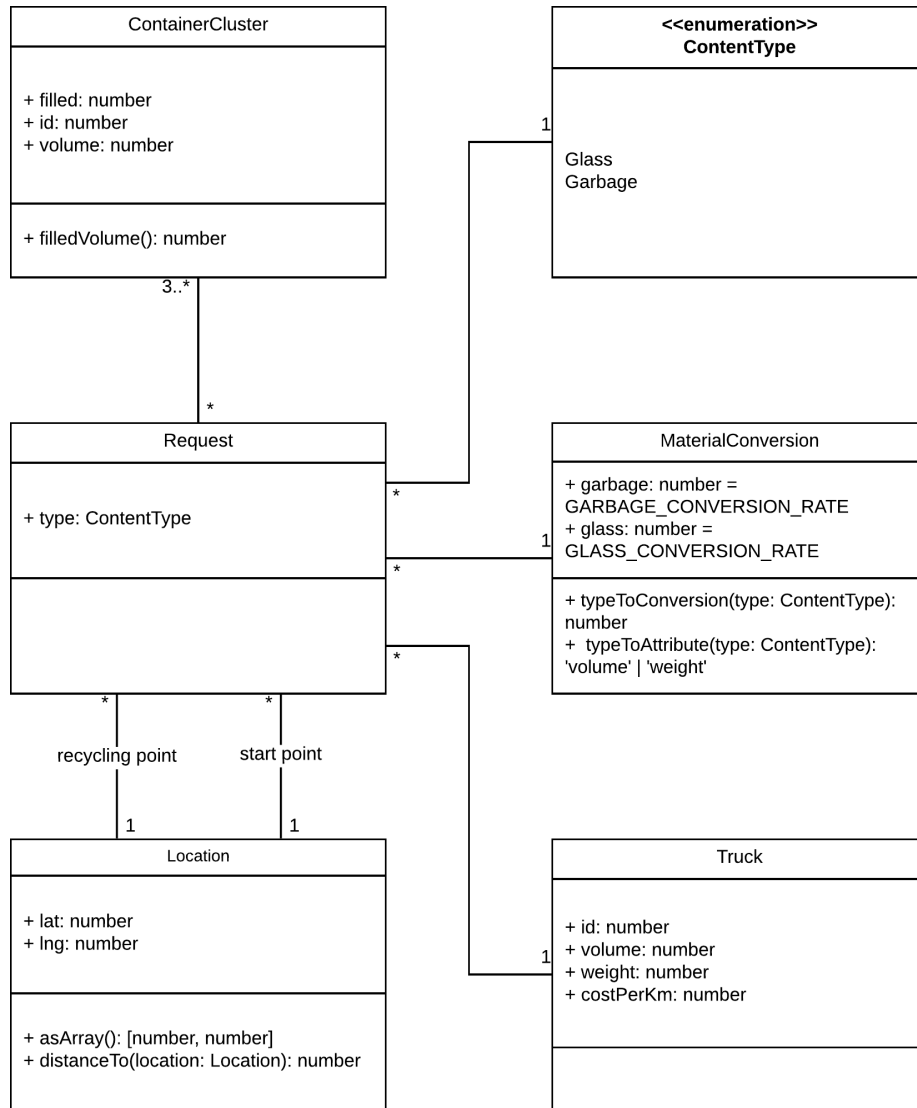 ContainerCluster
+ filled: number
+ id: number
+ volume: number
+ filledVolume(): number
3..*
*
<<enumeration>>
ContentType
1
Glass
Garbage
Request
+ type: ContentType
*
*
*
*
*
MaterialConversion
+ garbage: number =
GARBAGE_CONVERSION_RATE
+ glass: number =
GLASS_CONVERSION_RATE
1
+ typeToConversion(type: ContentType):
number
+  typeToAttribute(type: ContentType):
'volume' | 'weight'
recycling point
start point
1
1
Location
+ lat: number
+ lng: number
+ asArray(): [number, number]
+ distanceTo(location: Location): number
Truck
1
+ id: number
+ volume: number
+ weight: number
+ costPerKm: number